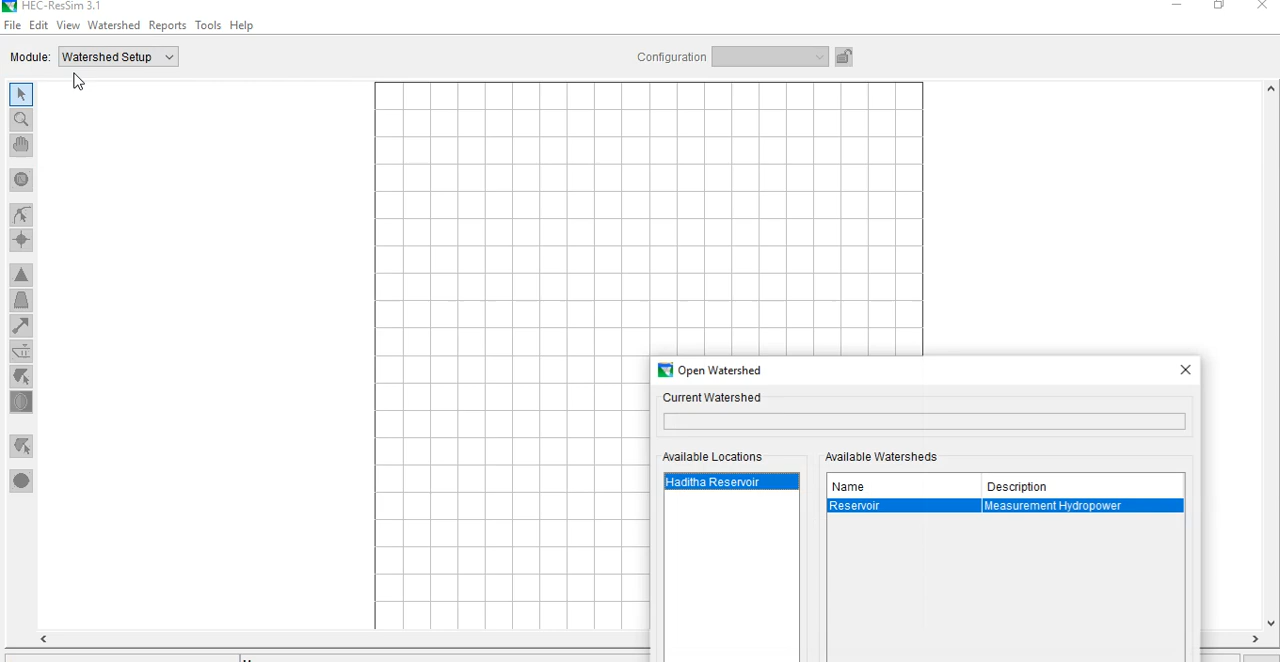 HEC-ResSim 3.1
File Edit View Watershed Reports Tools Help
Module: Watershed Setup Configuration
Open Watershed
Current Watershed
Available Locations Available Watersheds
Haditha Reservoir Name Description
Reservoir Measurement Hydropower